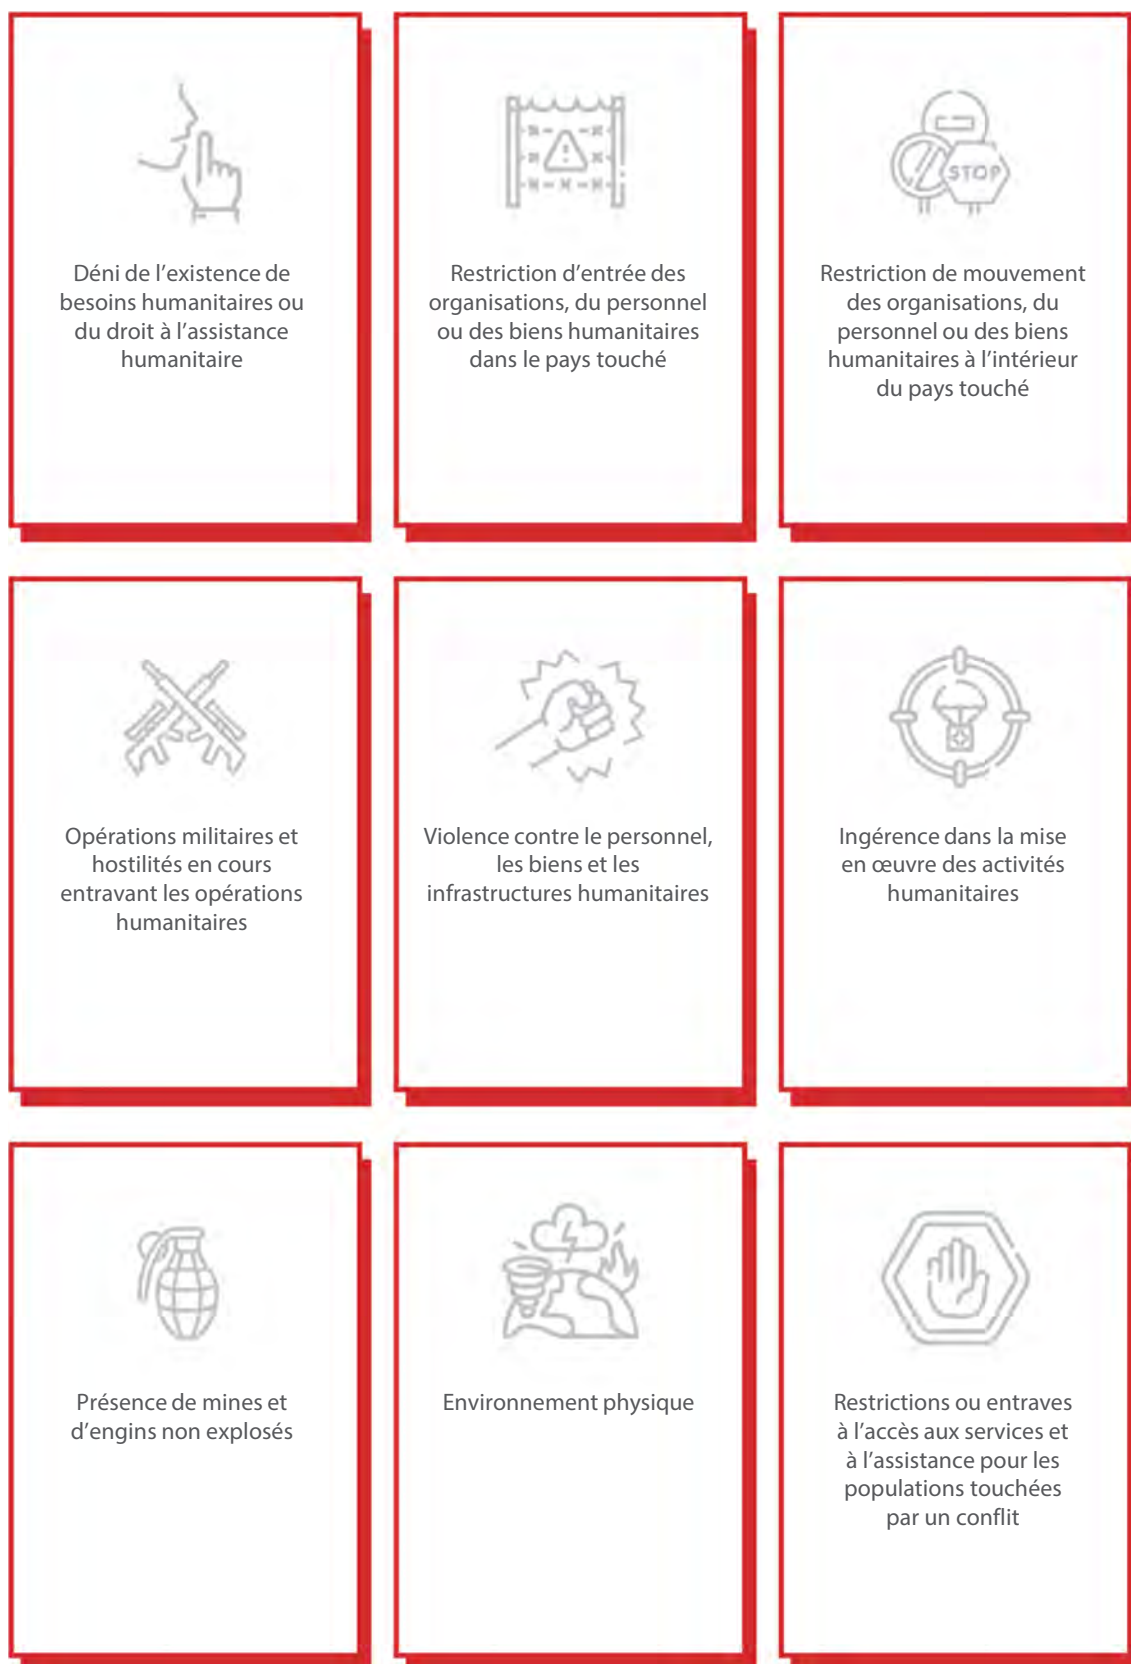 STOP
Déni de l’existence de
besoins humanitaires ou
du droit à l’assistance
humanitaire
Restriction d’entrée des
organisations, du personnel
ou des biens humanitaires
dans le pays touché
Restriction de mouvement
des organisations, du
personnel ou des biens
humanitaires à l’intérieur
du pays touché
Opérations militaires et
hostilités en cours
entravant les opérations
humanitaires
Violence contre le personnel,
les biens et les
infrastructures humanitaires
Ingérence dans la mise
en œuvre des activités
humanitaires
Présence de mines et
d’engins non explosés
Environnement physique
Restrictions ou entraves
à l’accès aux services et
à l’assistance pour les
populations touchées
par un conflit